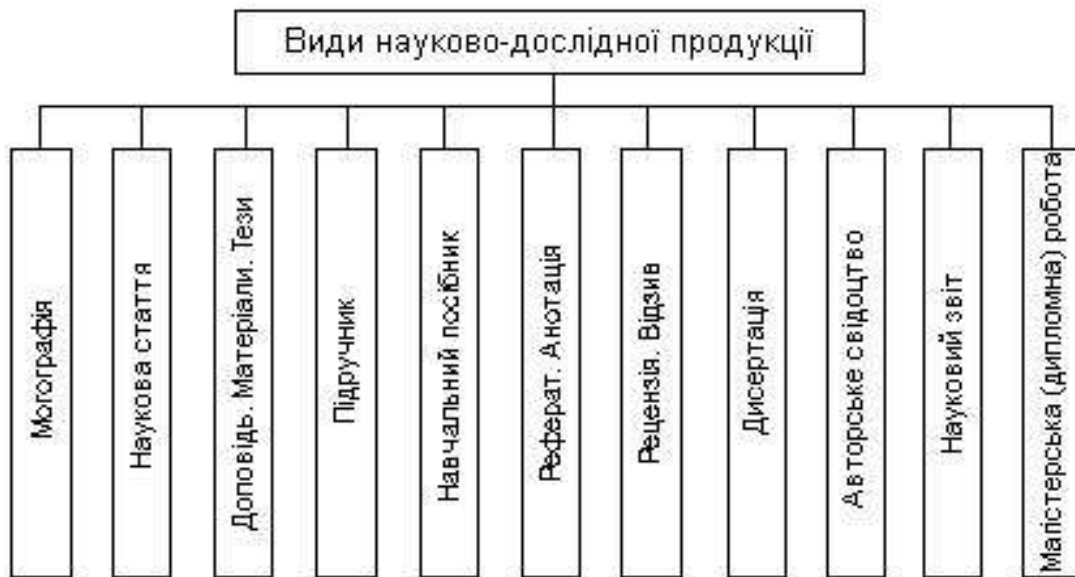 Види науково-дослідної продукції
Могографія
Наукова стаття
Доповідь. Матеріали. Тези
Підручник
Навчальний посібник
Реферат. Анотація
Рецензія. Відзив
Дисертація
Авторське свідоцтво
Науковий звіт
Магістерська (дипломна) робота